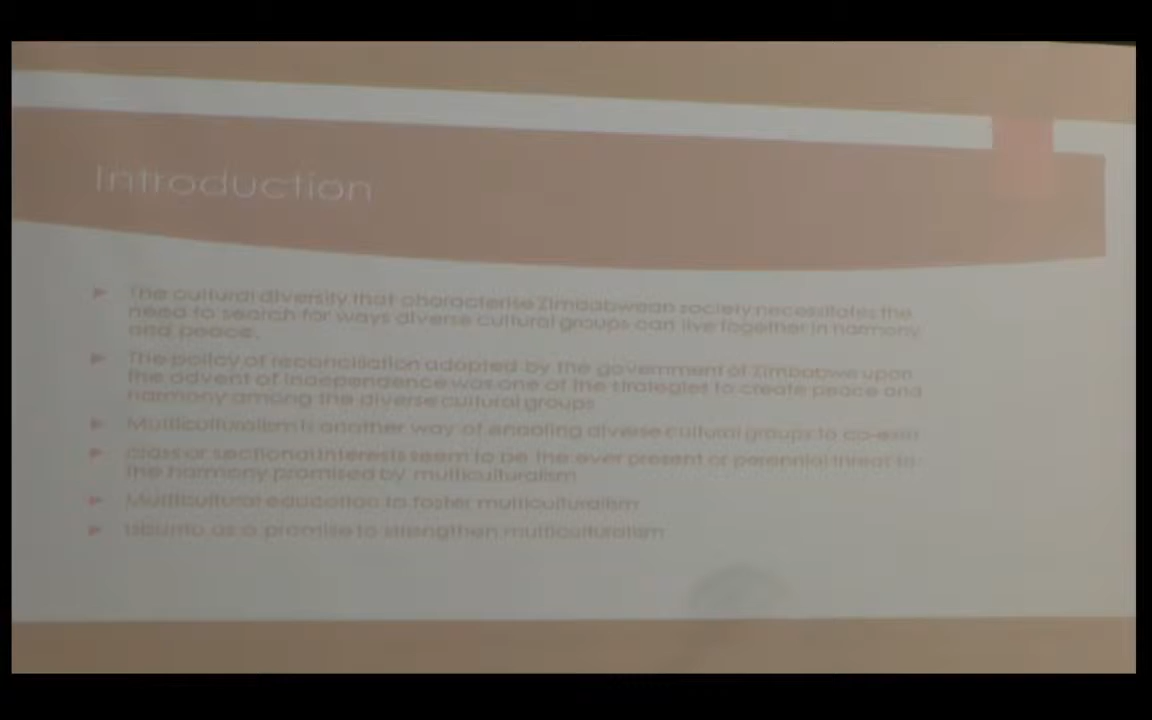 Introduction
The cultural diversity that characterise Zimbabwean society necessitates the
need to search for ways diverse cultural groups can live together in harmony
and peace.
The policy of reconciliation adopted by the government of Zimbabwe upon
the advent of independence was one of the strategies to create peace and
harmony among the diverse cultural groups
Multiculturalism is another way of enabling diverse cultural groups to co-exist
or sectional interests seem to be the ever present or perennial threat to
the harmony promised by multiculturalism
Multicultural education to foster multiculturalism
as a promise to strengthen multiculturalism